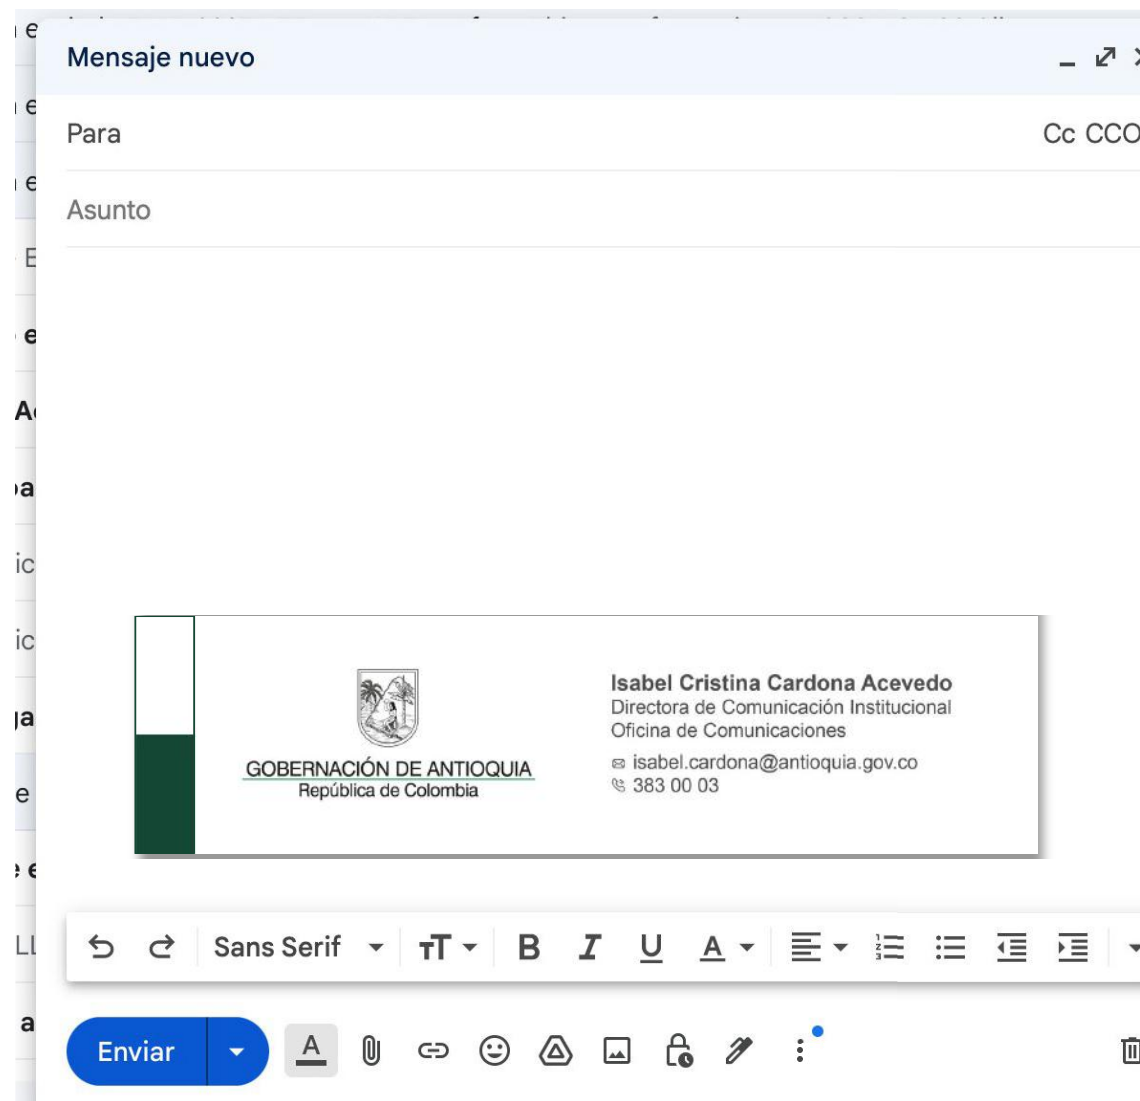 Mensaje nuevo
Para
Cc CCO
Asunto
Isabel Cristina Cardona Acevedo
Directora de Comunicación Institucional
Oficina de Comunicaciones
isabel.cardona@antioquia.gov.co
383 00 03
GOBERNACIÓN DE ANTIOQUIA
República de Colombia
Sans Serif
Enviar